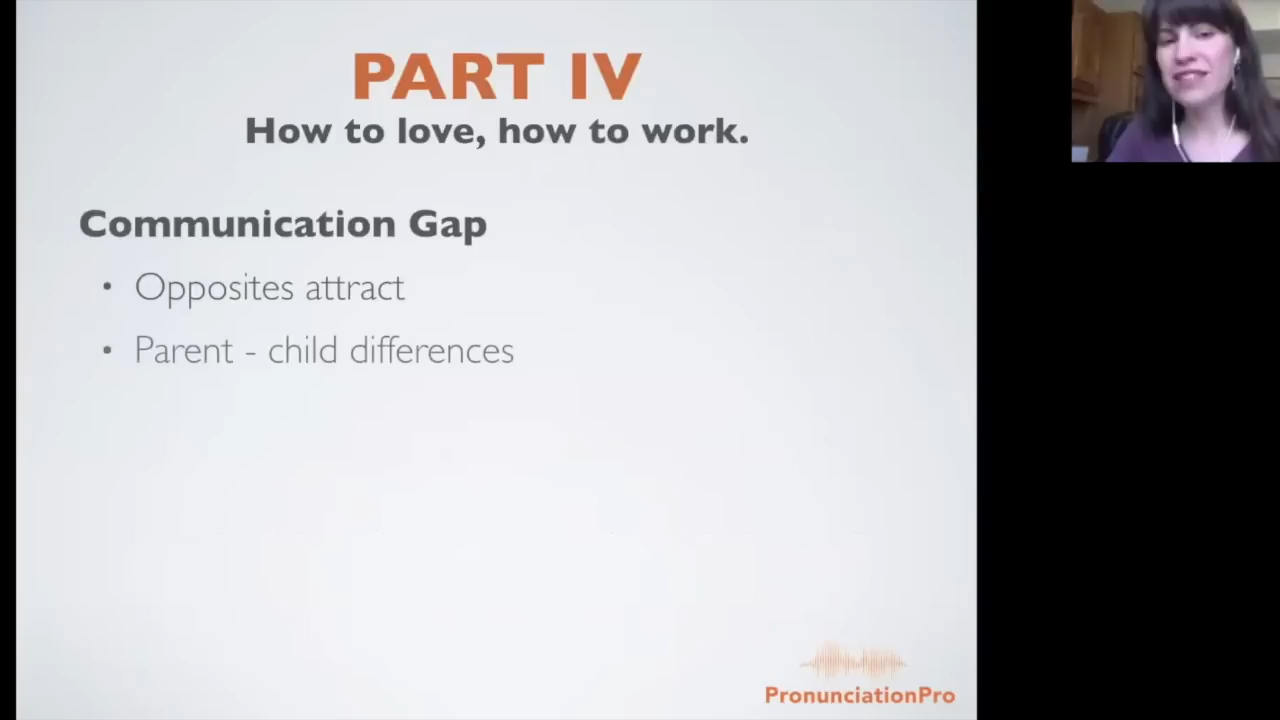 PART IV
How to love, how to work.
Communication Gap
• Opposites attract
• Parent - child differences
PronunciationPro